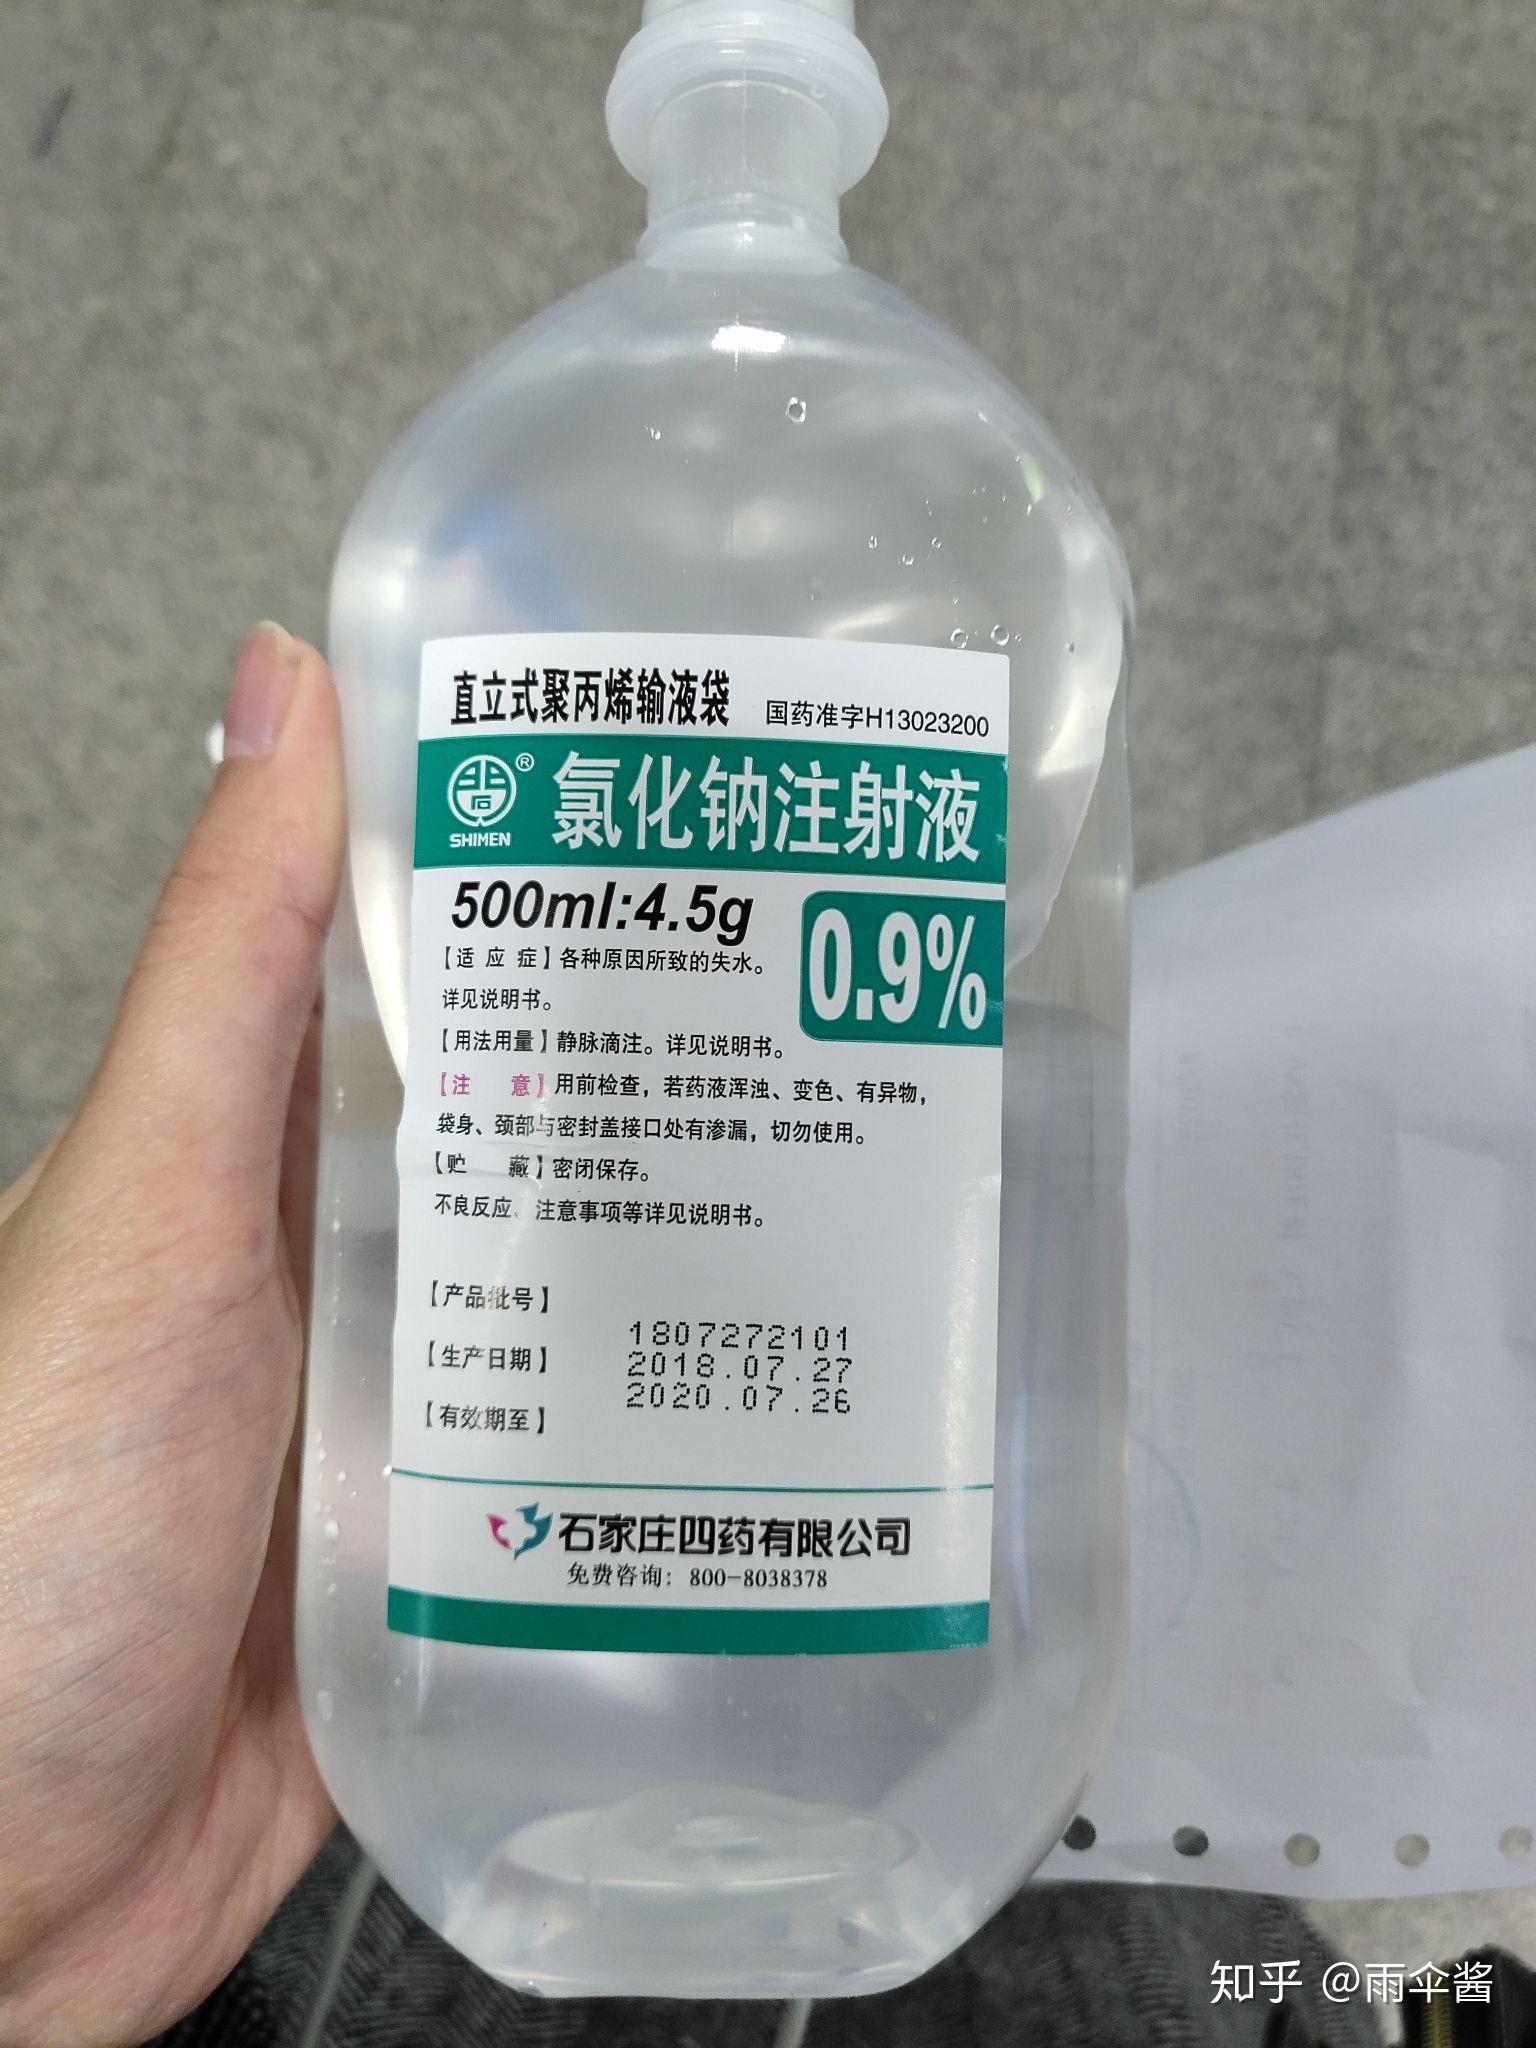 直立式聚丙烯输液袋 国药准字H13023200
SHIMEN ® 氯化钠注射液
500ml:4.5g
0.9%
【适应症】各种原因所致的失水。
详见说明书。
【用法用量】静脉滴注。详见说明书。
【注 意】用前检查，若药液浑浊、变色、有异物，
袋身、颈部与密封盖接口处有渗漏，切勿使用。
【贮 藏】密闭保存。
不良反应、注意事项等详见说明书。
【产品批号】 1807272101
【生产日期】 2018.07.27
【有效期至】 2020.07.26
石家庄四药有限公司
免费咨询：800-8038378
知乎 @雨伞酱